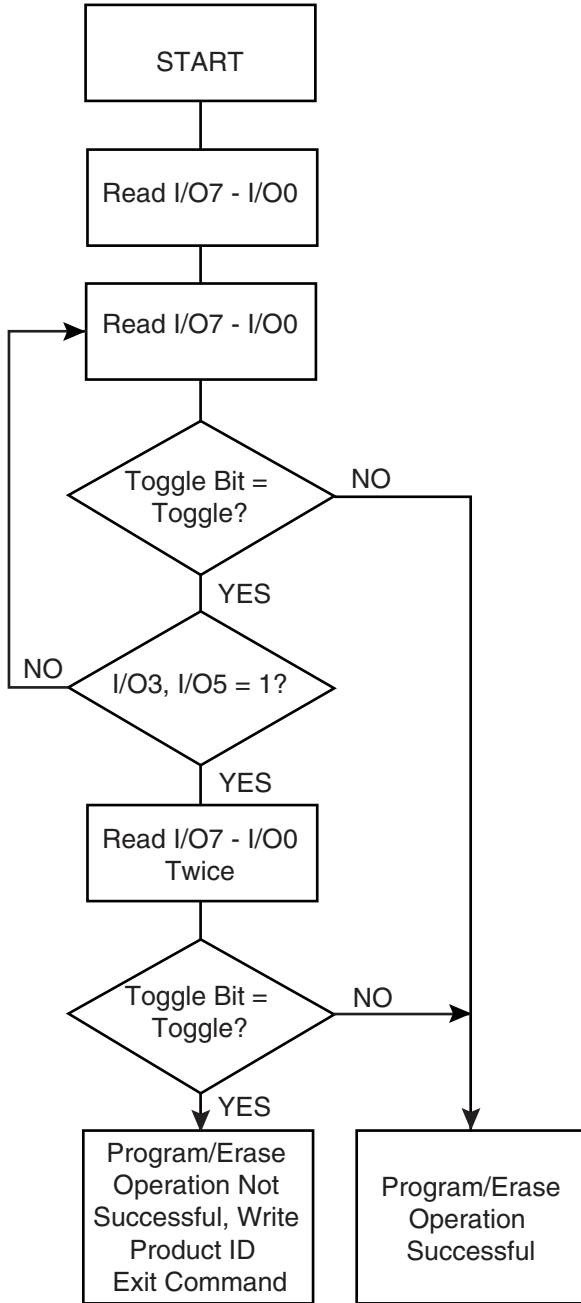 START
Read I/O7 - I/O0
Read I/O7 - I/O0
Toggle Bit =
Toggle?
NO
YES
NO
I/O3, I/O5 = 1?
YES
Read I/O7 - I/O0
Twice
Toggle Bit =
Toggle?
NO
YES
Program/Erase
Operation Not
Successful, Write
Product ID
Exit Command
Program/Erase
Operation
Successful